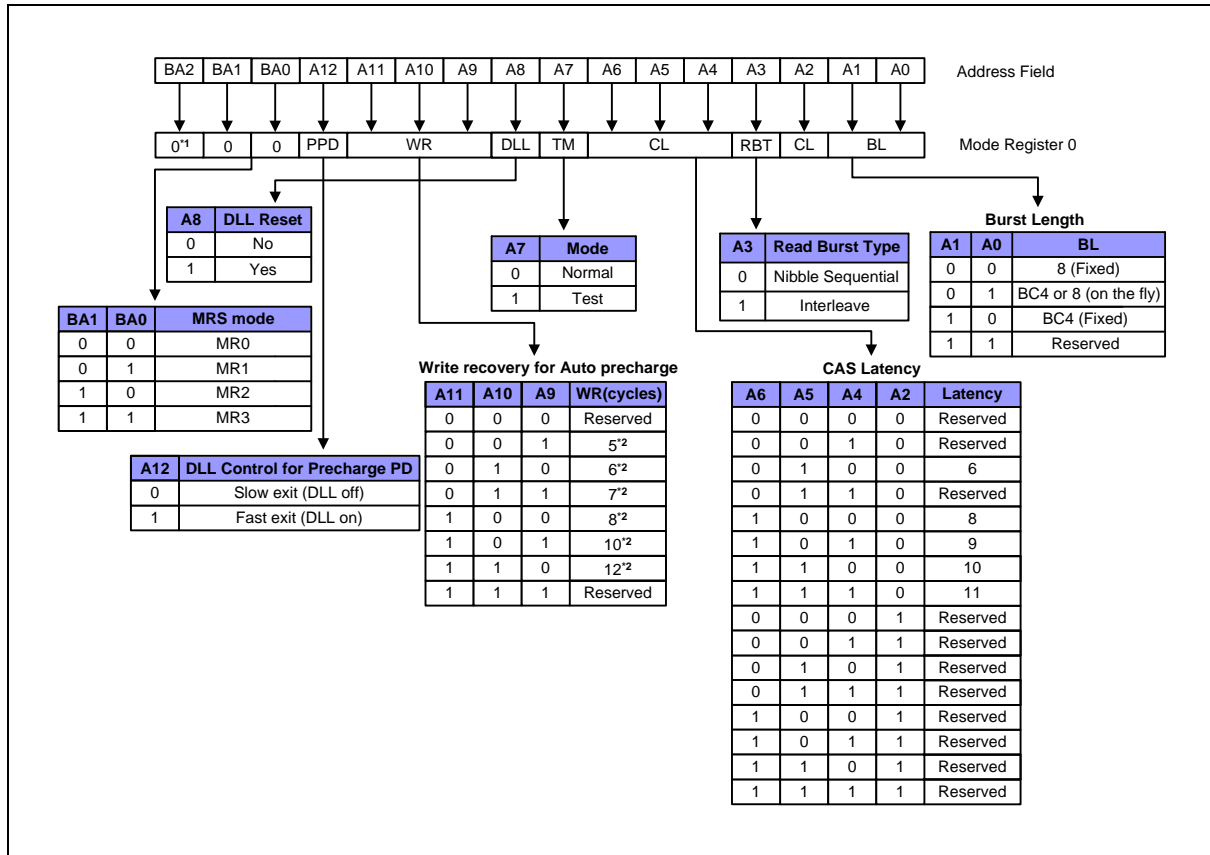 BA2 BA1 BA0 A12 A11 A10 A9 A8 A7 A6 A5 A4 A3 A2 A1 A0 Address Field
0*1 0 0 PPD WR DLL TM CL RBT CL BL Mode Register 0
A8 DLL Reset
0 No
1 Yes
A7 Mode
0 Normal
1 Test
A3 Read Burst Type
0 Nibble Sequential
1 Interleave
Burst Length
A1 A0 BL
0 0 8 (Fixed)
0 1 BC4 or 8 (on the fly)
1 0 BC4 (Fixed)
1 1 Reserved
BA1 BA0 MRS mode
0 0 MR0
0 1 MR1
1 0 MR2
1 1 MR3
A12 DLL Control for Precharge PD
0 Slow exit (DLL off)
1 Fast exit (DLL on)
Write recovery for Auto precharge
A11 A10 A9 WR(cycles)
0 0 0 Reserved
0 0 1 5*2
0 1 0 6*2
0 1 1 7*2
1 0 0 8*2
1 0 1 10*2
1 1 0 12*2
1 1 1 Reserved
CAS Latency
A6 A5 A4 A2 Latency
0 0 0 0 Reserved
0 0 1 0 Reserved
0 1 0 0 6
0 1 1 0 Reserved
1 0 0 0 8
1 0 1 0 9
1 1 0 0 10
1 1 1 0 11
0 0 0 1 Reserved
0 0 1 1 Reserved
0 1 0 1 Reserved
0 1 1 1 Reserved
1 0 0 1 Reserved
1 0 1 1 Reserved
1 1 0 1 Reserved
1 1 1 1 Reserved